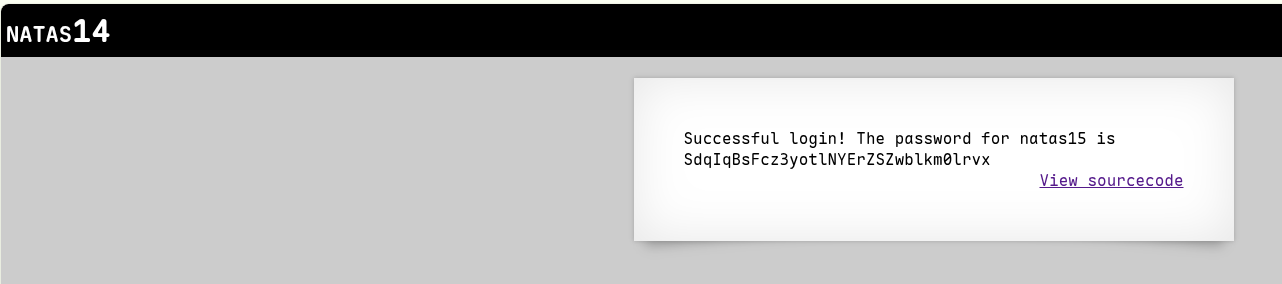 NATAS14
Successful login! The password for natas15 is
SdqIqBsFcz3yotlNYErZSZwblkm0lrvx
View sourcecode